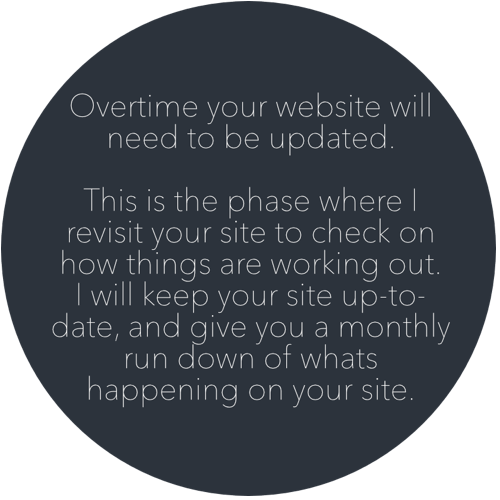 Overtime your website will
need to be updated.
This is the phase where I
revisit your site to check on
how things are working out.
I will keep your site up-to-
date, and give you a monthly
run down of whats
happening on your site.